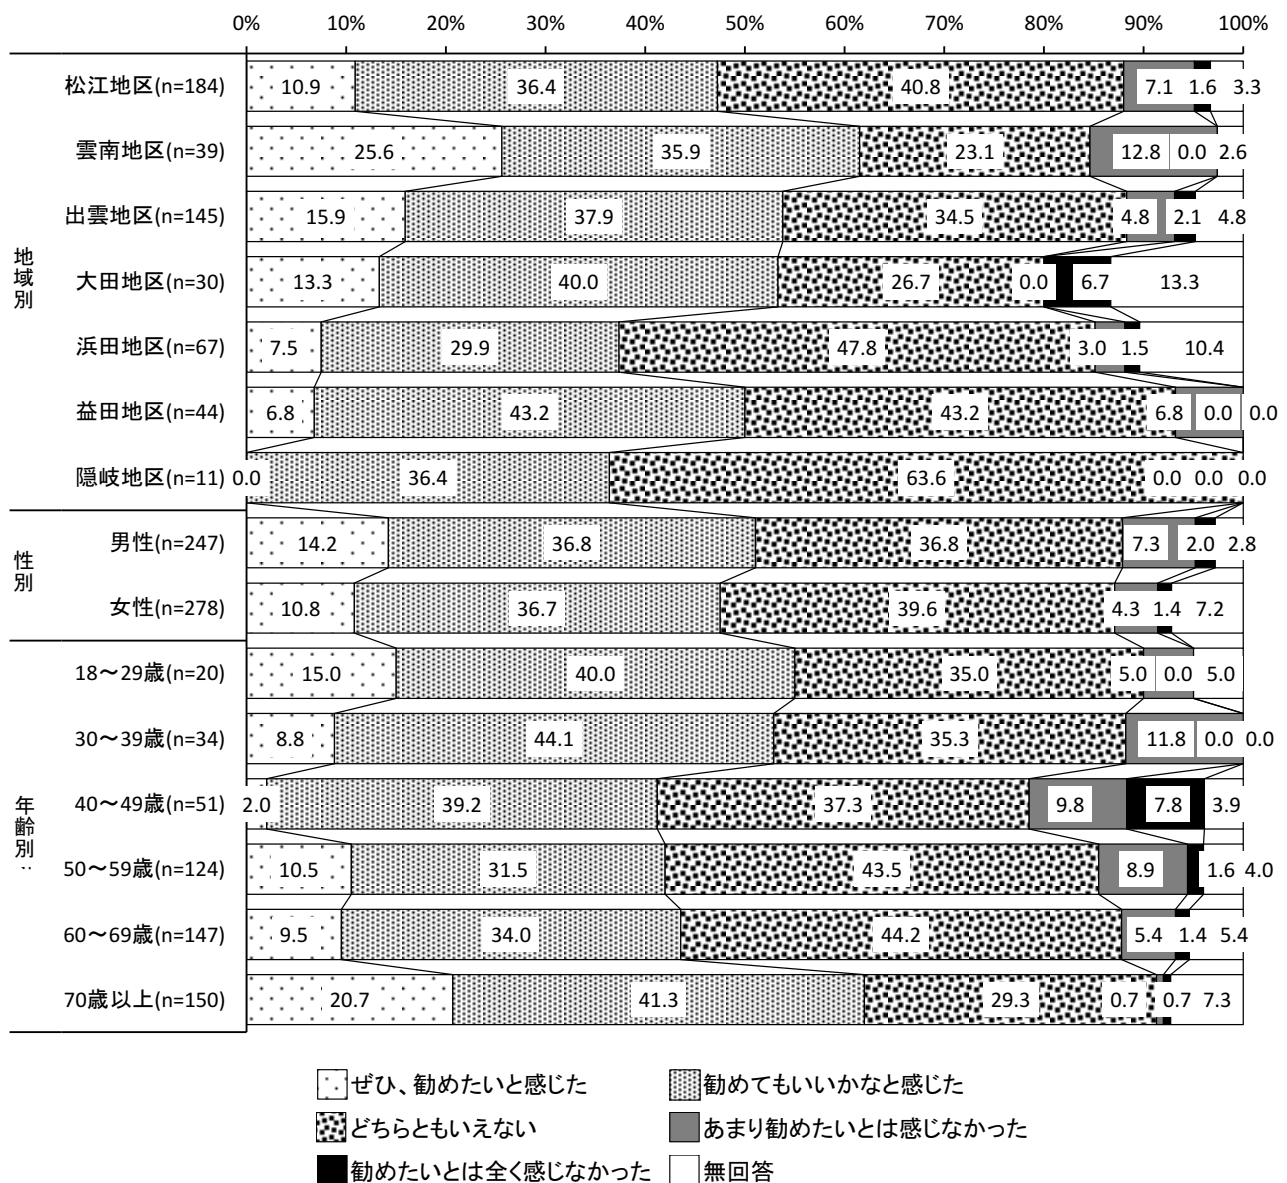 0% 10% 20% 30% 40% 50% 60% 70% 80% 90% 100%
地域別
松江地区(n=184) 10.9 36.4 40.8 7.1 1.6 3.3
雲南地区(n=39) 25.6 35.9 23.1 12.8 0.0 2.6
出雲地区(n=145) 15.9 37.9 34.5 4.8 2.1 4.8
大田地区(n=30) 13.3 40.0 26.7 0.0 6.7 13.3
浜田地区(n=67) 7.5 29.9 47.8 3.0 1.5 10.4
益田地区(n=44) 6.8 43.2 43.2 6.8 0.0 0.0
隠岐地区(n=11) 0.0 36.4 63.6 0.0 0.0 0.0
性別
男性(n=247) 14.2 36.8 36.8 7.3 2.0 2.8
女性(n=278) 10.8 36.7 39.6 4.3 1.4 7.2
年齢別‥
18～29歳(n=20) 15.0 40.0 35.0 5.0 0.0 5.0
30～39歳(n=34) 8.8 44.1 35.3 11.8 0.0 0.0
40～49歳(n=51) 2.0 39.2 37.3 9.8 7.8 3.9
50～59歳(n=124) 10.5 31.5 43.5 8.9 1.6 4.0
60～69歳(n=147) 9.5 34.0 44.2 5.4 1.4 5.4
70歳以上(n=150) 20.7 41.3 29.3 0.7 0.7 7.3
ぜひ、勧めたいと感じた 勧めてもいいかなと感じた
どちらともいえない あまり勧めたいとは感じなかった
勧めたいとは全く感じなかった 無回答